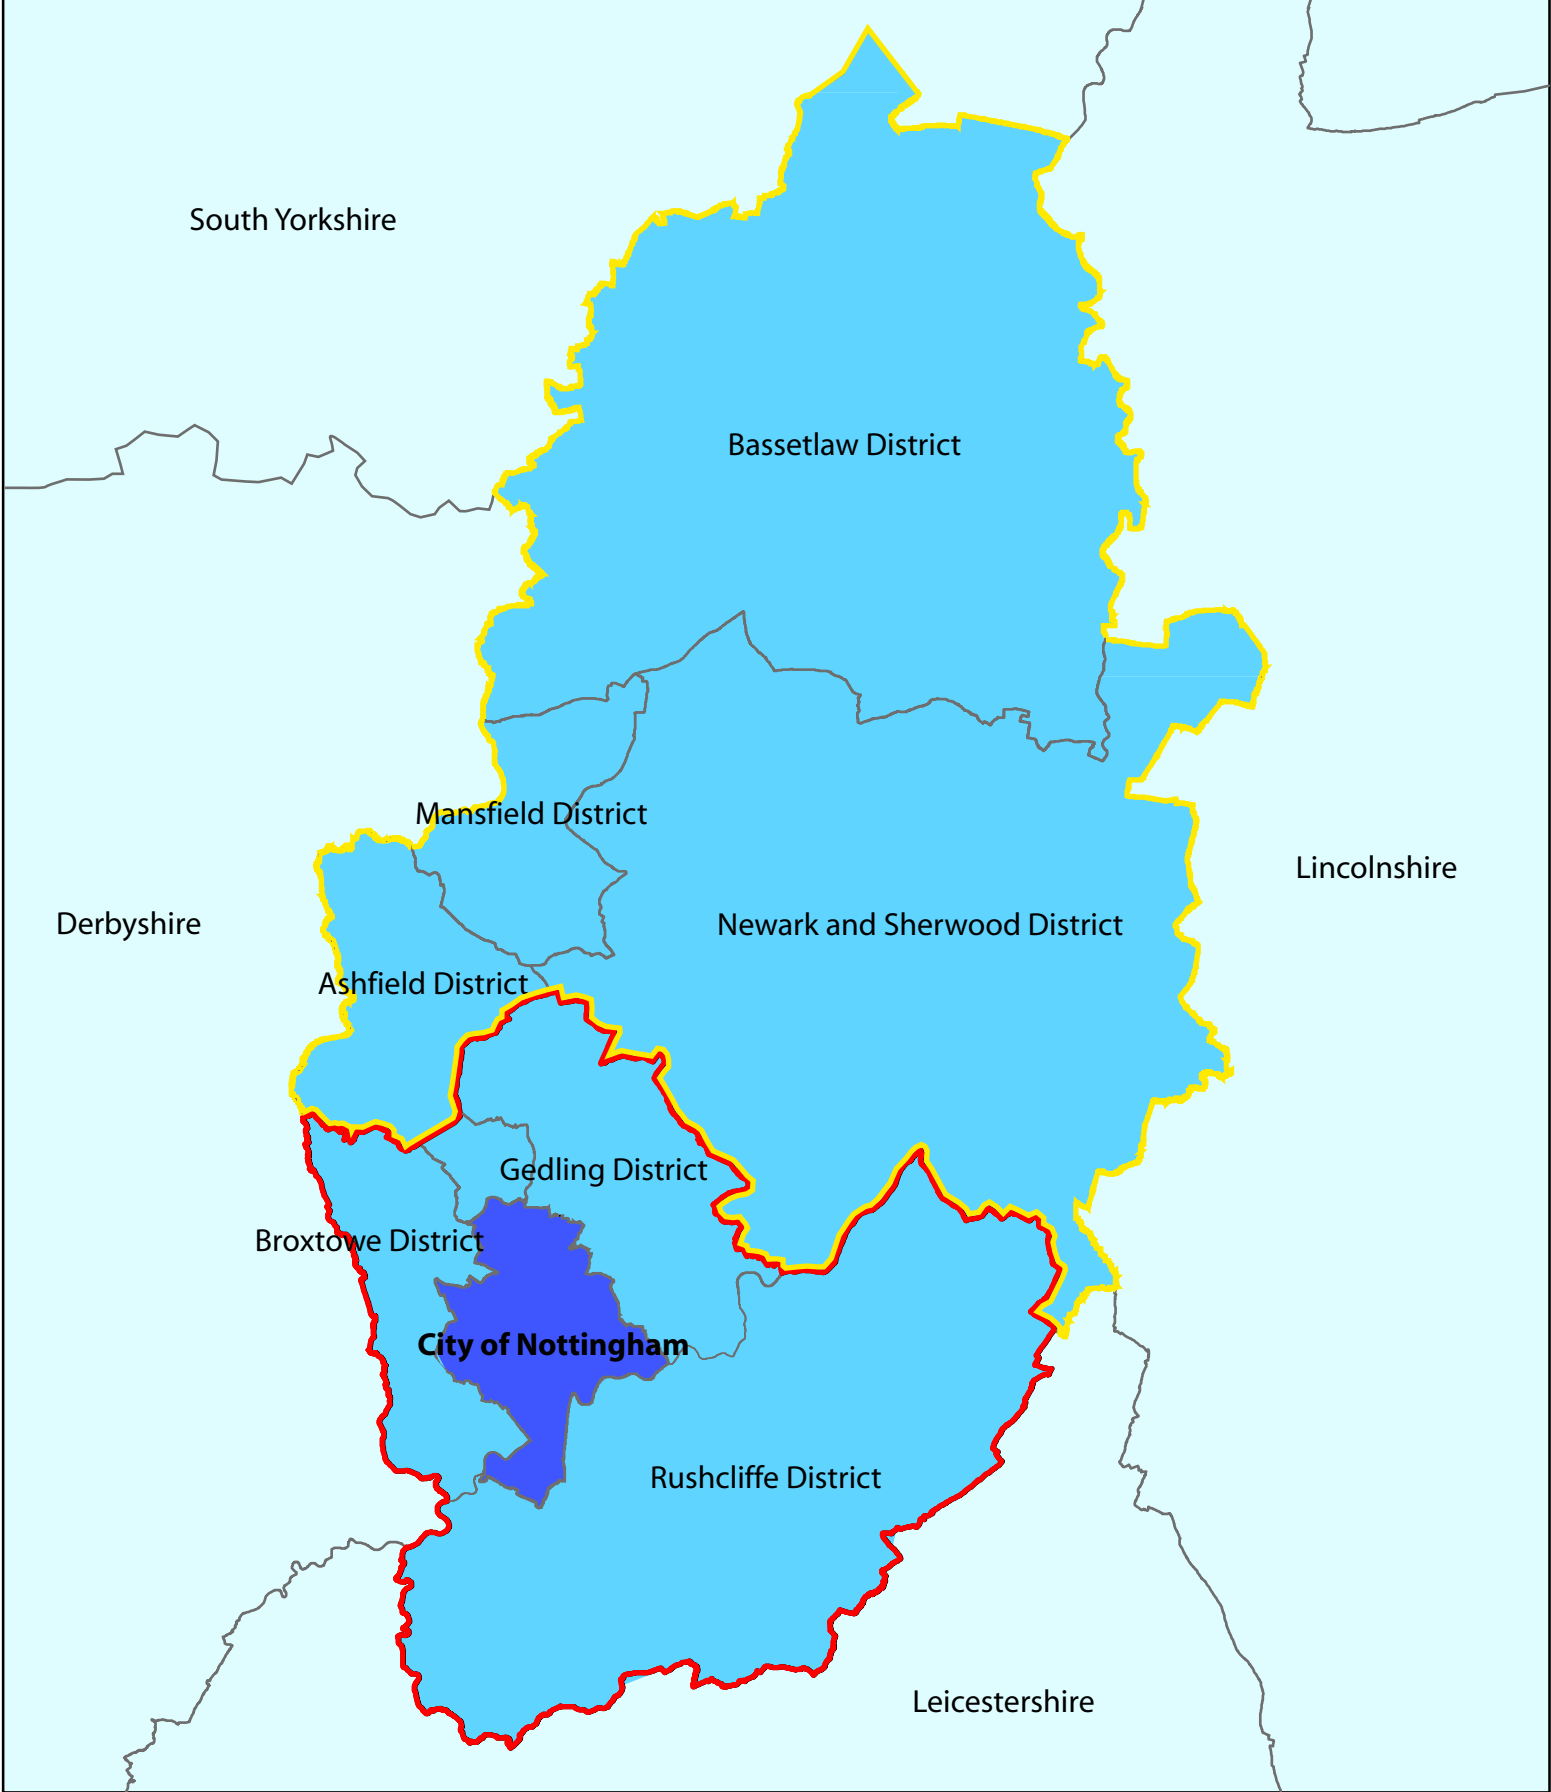 South Yorkshire
Bassetlaw District
Mansfield District
Lincolnshire
Derbyshire
Newark and Sherwood District
Ashfield District
Gedling District
Broxtowe District
City of Nottingham
Rushcliffe District
Leicestershire